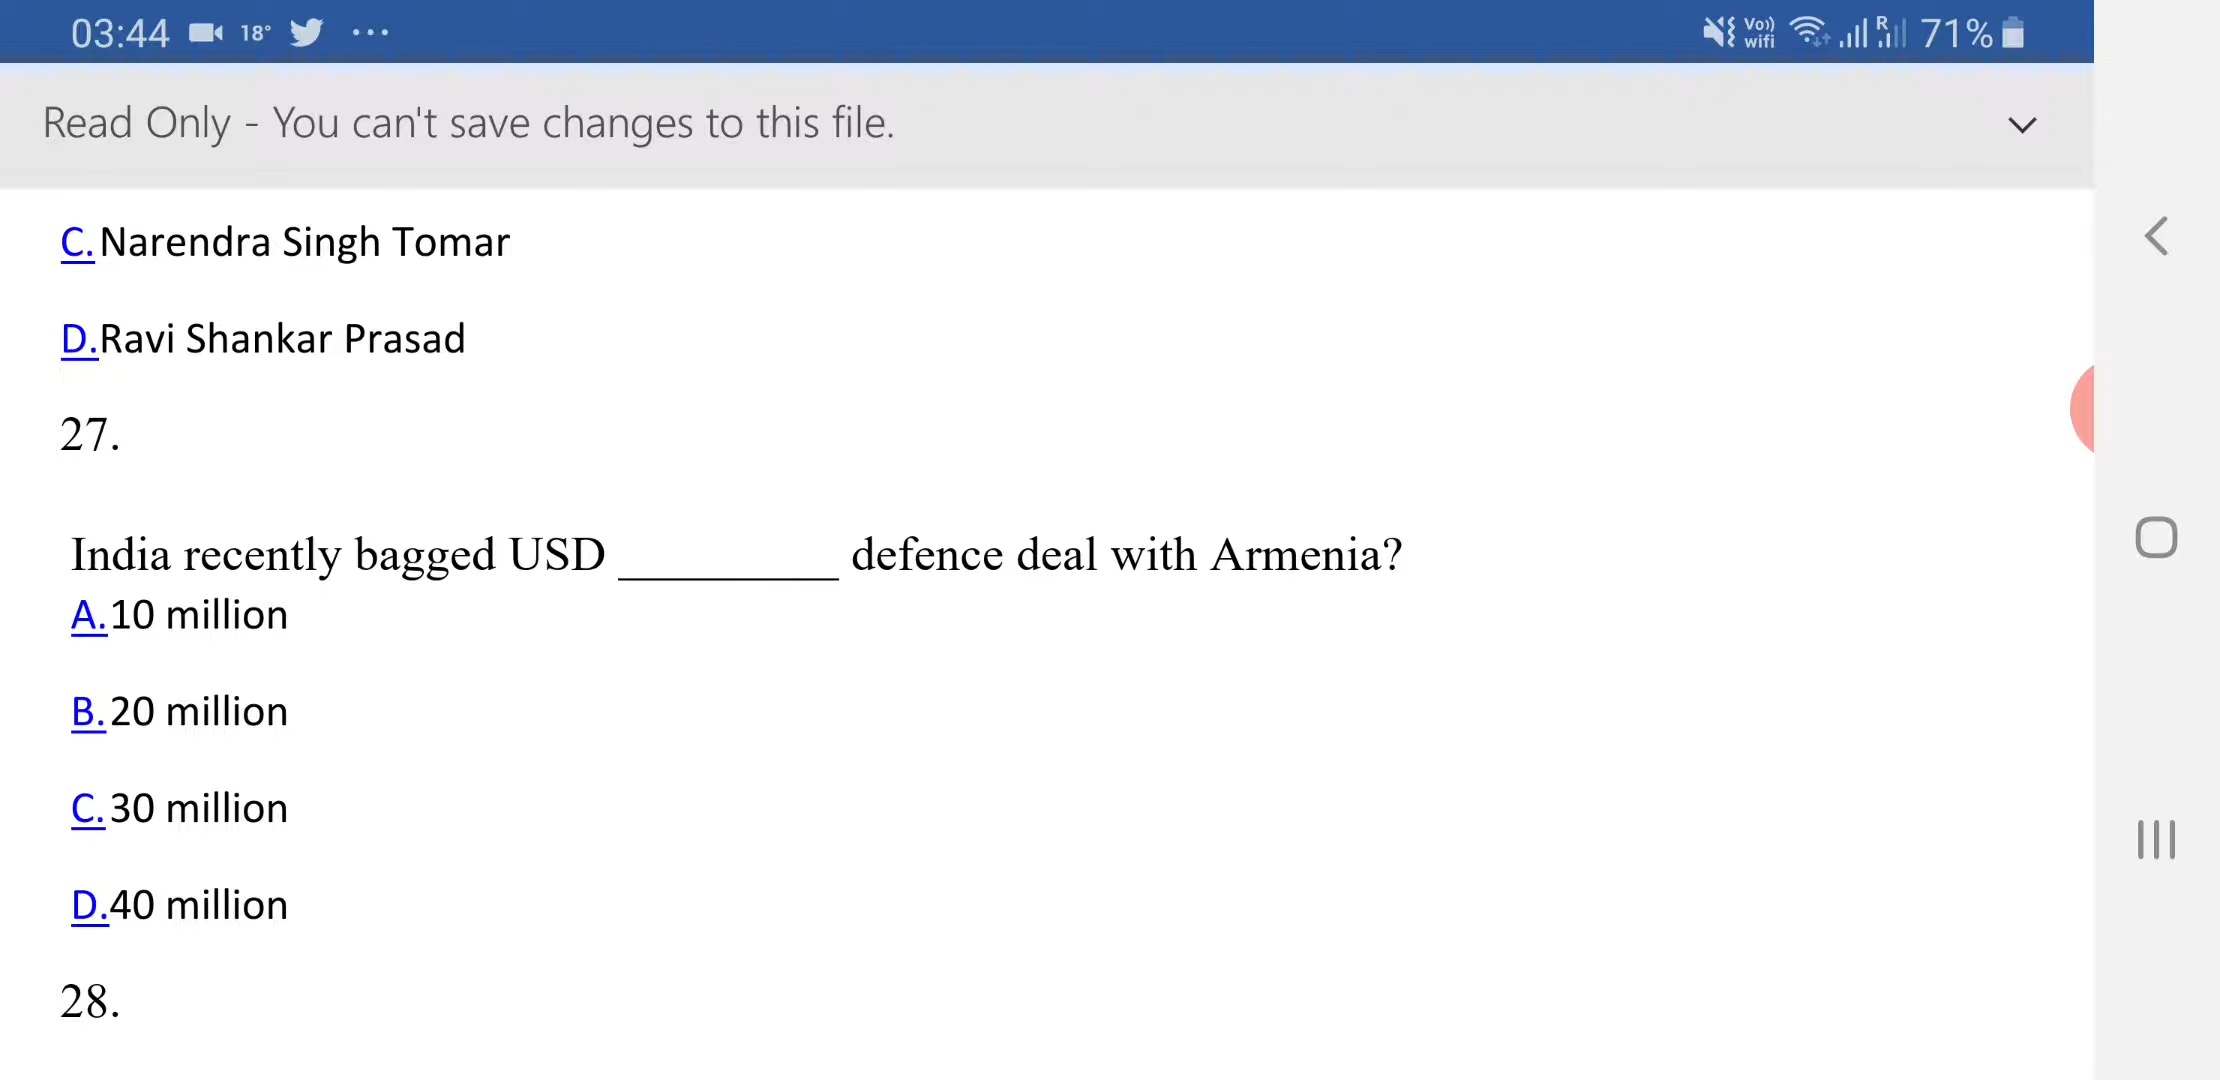 03:44 18° ... Vo)) wifi R 71%
Read Only - You can't save changes to this file.
C. Narendra Singh Tomar
D.Ravi Shankar Prasad
27.
India recently bagged USD __________ defence deal with Armenia?
A.10 million
B.20 million
C.30 million
D.40 million
28.